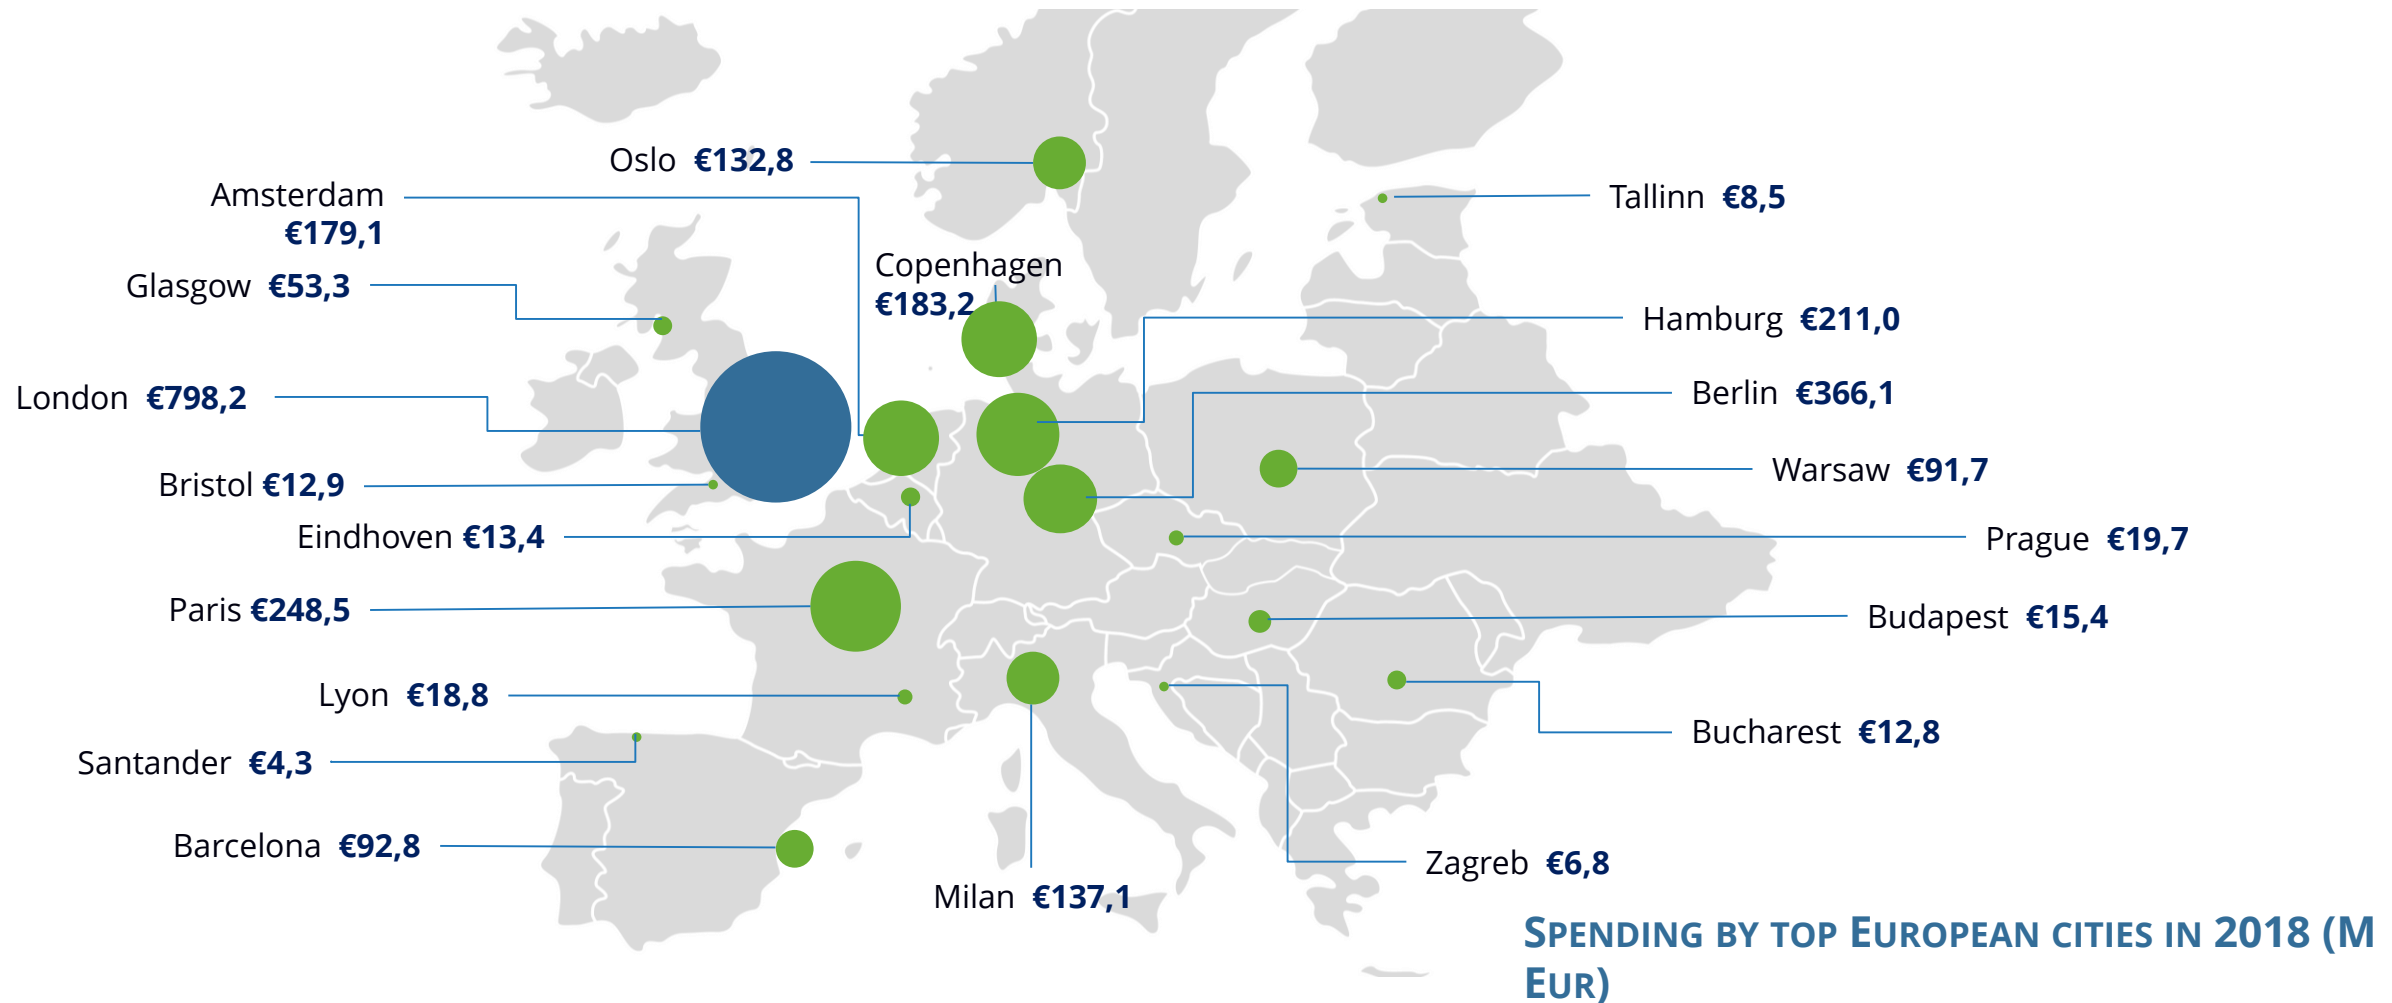 Oslo €132,8
Amsterdam
€179,1
Tallinn €8,5
Copenhagen
€183,2
Glasgow €53,3
Hamburg €211,0
London €798,2
Berlin €366,1
Warsaw €91,7
Bristol €12,9
Eindhoven €13,4
Prague €19,7
Paris €248,5
Budapest €15,4
Lyon €18,8
Bucharest €12,8
Santander €4,3
Barcelona €92,8
Zagreb €6,8
Milan €137,1
SPENDING BY TOP EUROPEAN CITIES IN 2018 (M
EUR)